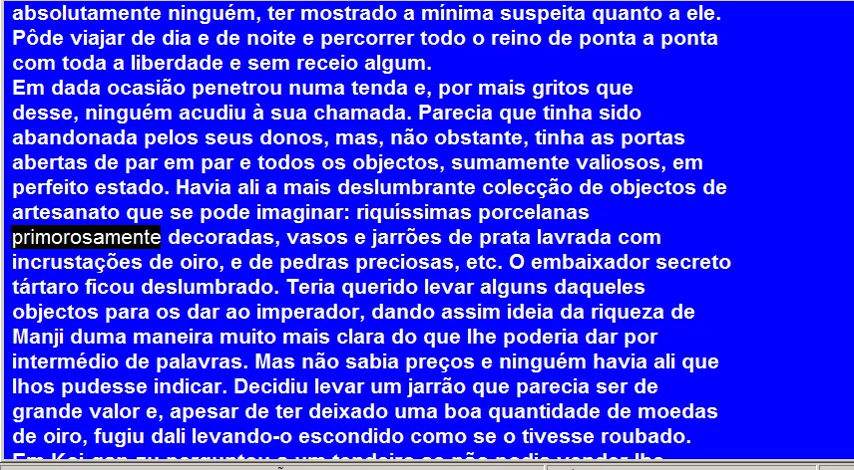 absolutamente ninguém, ter mostrado a mínima suspeita quanto a ele.
Pôde viajar de dia e de noite e percorrer todo o reino de ponta a ponta
com toda a liberdade e sem receio algum.
Em dada ocasião penetrou numa tenda e, por mais gritos que
desse, ninguém acudiu à sua chamada. Parecia que tinha sido
abandonada pelos seus donos, mas, não obstante, tinha as portas
abertas de par em par e todos os objectos, sumamente valiosos, em
perfeito estado. Havia ali a mais deslumbrante colecção de objectos de
artesanato que se pode imaginar: riquíssimas porcelanas
primorosamente decoradas, vasos e jarrões de prata lavrada com
incrustações de oiro, e de pedras preciosas, etc. O embaixador secreto
tártaro ficou deslumbrado. Teria querido levar alguns daqueles
objectos para os dar ao imperador, dando assim ideia da riqueza de
Manji duma maneira muito mais clara do que lhe poderia dar por
intermédio de palavras. Mas não sabia preços e ninguém havia ali que
lhos pudesse indicar. Decidiu levar um jarrão que parecia ser de
grande valor e, apesar de ter deixado uma boa quantidade de moedas
de oiro, fugiu dali levando-o escondido como se o tivesse roubado.